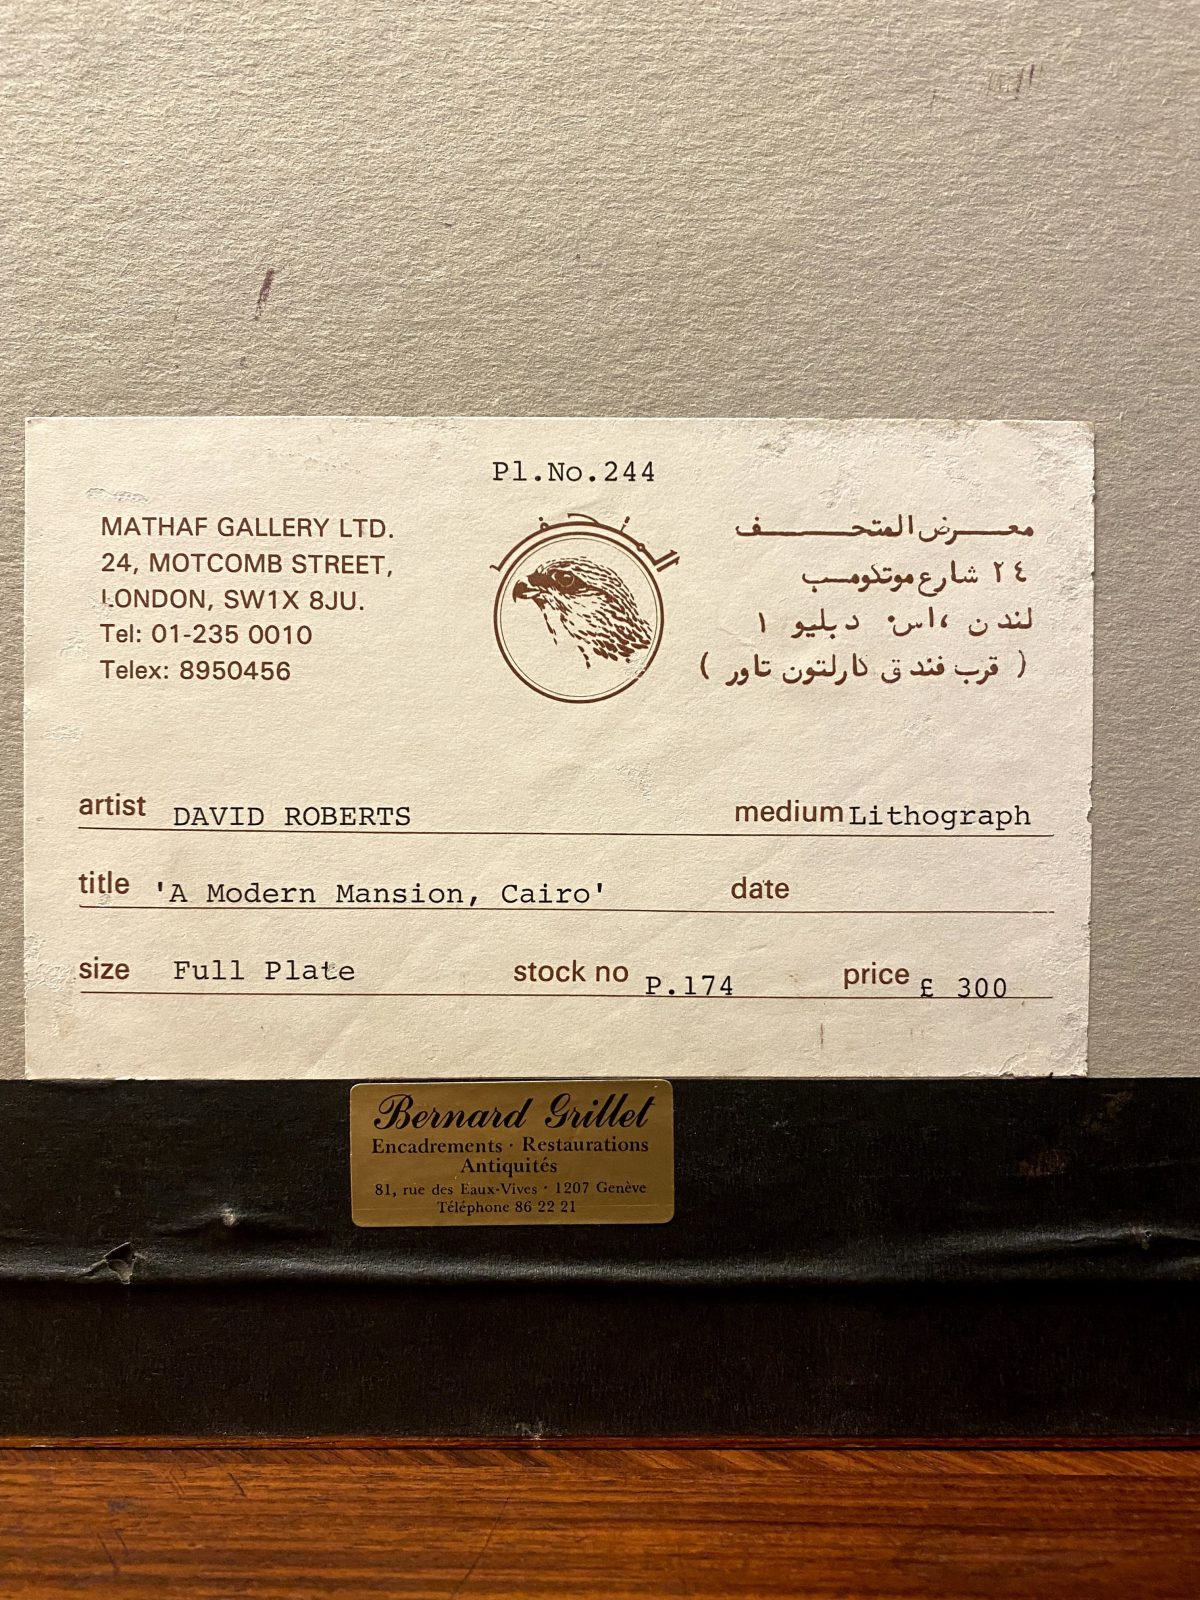 Pl.No.244
MATHAF GALLERY LTD.
24, MOTCOMB STREET,
LONDON, SW1X 8JU.
Tel: 01-235 0010
Telex: 8950456
المتحف
معرض المتحف
٢٤ شارع موتكومب
لندن ،اس٠ دبليو ١
( قرب فندق كارلتون تاور )
artist DAVID ROBERTS medium Lithograph
title 'A Modern Mansion, Cairo' date
size Full Plate stock no P.174 price £ 300
Bernard Grillet
Encadrements · Restaurations
Antiquités
81, rue des Eaux-Vives · 1207 Genève
Téléphone 86 22 21